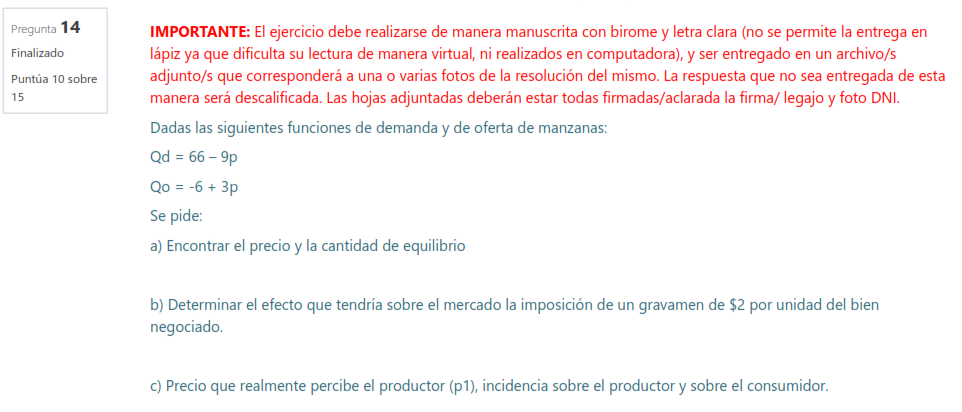 Pregunta 14
Finalizado
Puntúa 10 sobre
15
IMPORTANTE: El ejercicio debe realizarse de manera manuscrita con birome y letra clara (no se permite la entrega en
lápiz ya que dificulta su lectura de manera virtual, ni realizados en computadora), y ser entregado en un archivo/s
adjunto/s que corresponderá a una o varias fotos de la resolución del mismo. La respuesta que no sea entregada de esta
manera será descalificada. Las hojas adjuntadas deberán estar todas firmadas/aclarada la firma/ legajo y foto DNI.
Dadas las siguientes funciones de demanda y de oferta de manzanas:
Qd = 66 – 9p
Qo = -6 + 3p
Se pide:
a) Encontrar el precio y la cantidad de equilibrio
b) Determinar el efecto que tendría sobre el mercado la imposición de un gravamen de $2 por unidad del bien
negociado.
c) Precio que realmente percibe el productor (p1), incidencia sobre el productor y sobre el consumidor.